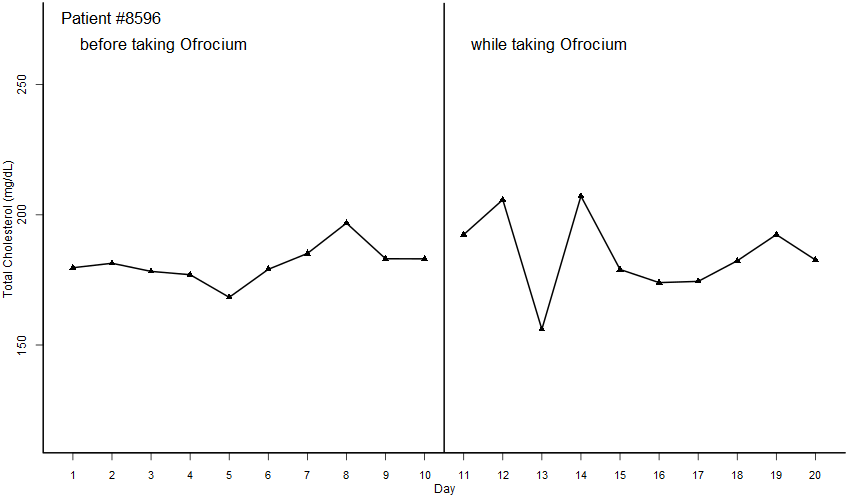 Patient #8596
before taking Ofrocium
while taking Ofrocium
Total Cholesterol (mg/dL)
250
200
150
1 2 3 4 5 6 7 8 9 10 11 12 13 14 15 16 17 18 19 20
Day